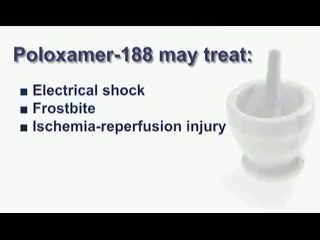 Poloxamer-188 may treat:
■ Electrical shock
■ Frostbite
■ Ischemia-reperfusion injury